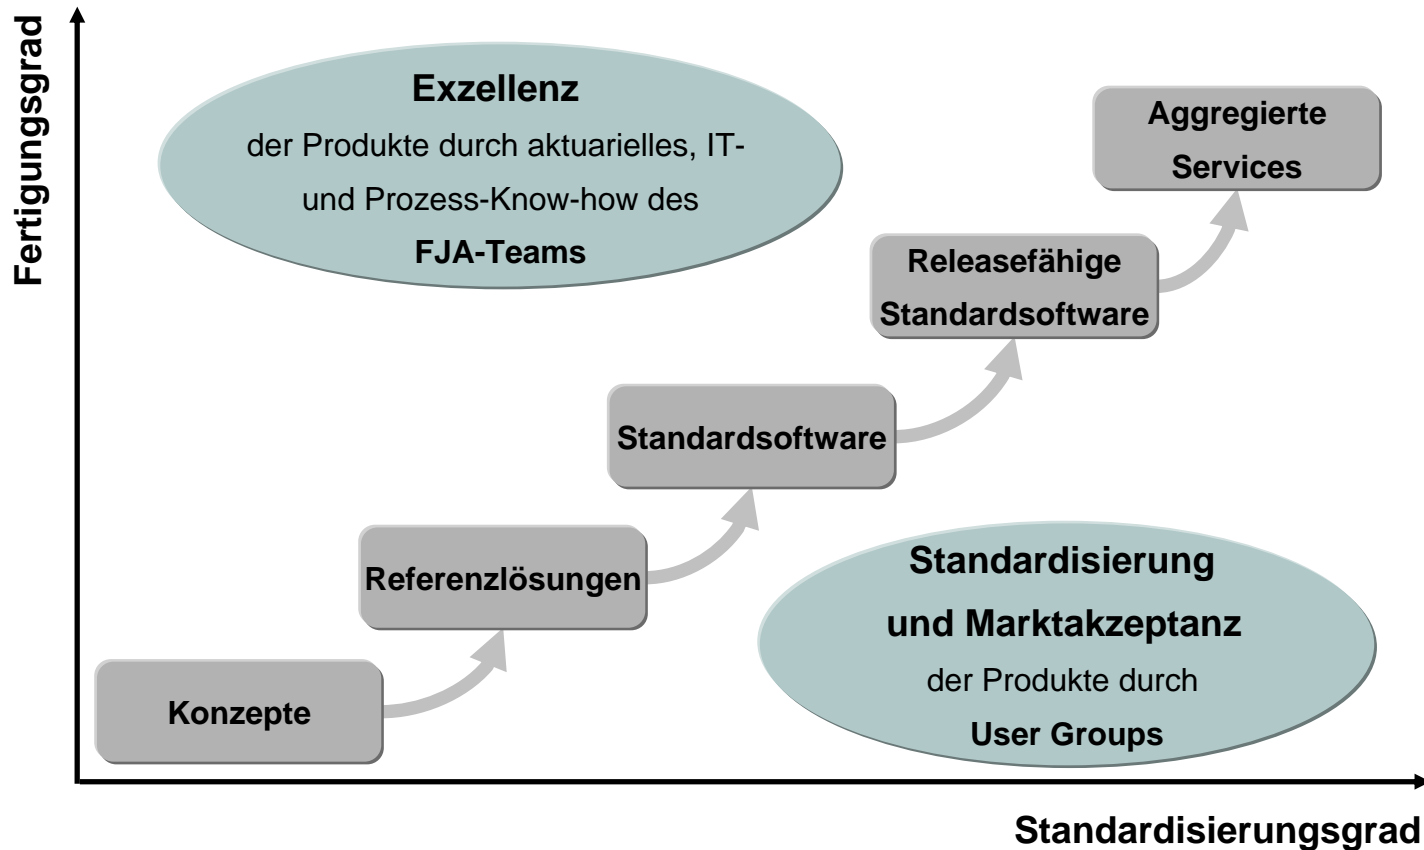 Fertigungsgrad
Exzellenz
der Produkte durch aktuarielles, IT-
und Prozess-Know-how des
FJA-Teams
Aggregierte
Services
Releasefähige
Standardsoftware
Standardsoftware
Referenzlösungen
Konzepte
Standardisierung
und Marktakzeptanz
der Produkte durch
User Groups
Standardisierungsgrad